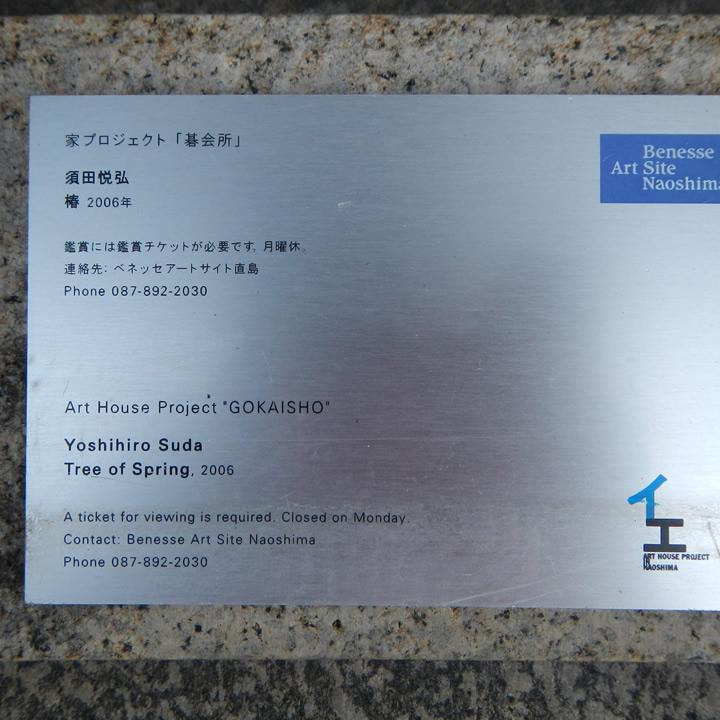 家プロジェクト「碁会所」
須田悦弘
椿 2006年
鑑賞には鑑賞チケットが必要です。月曜休。
連絡先: ベネッセアートサイト直島
Phone 087-892-2030
Art House Project "GOKAISHO"
Yoshihiro Suda
Tree of Spring, 2006
A ticket for viewing is required. Closed on Monday.
Contact: Benesse Art Site Naoshima
Phone 087-892-2030
Benesse
Art Site
Naoshima
ART HOUSE PROJECT
IN
NAOSHIMA